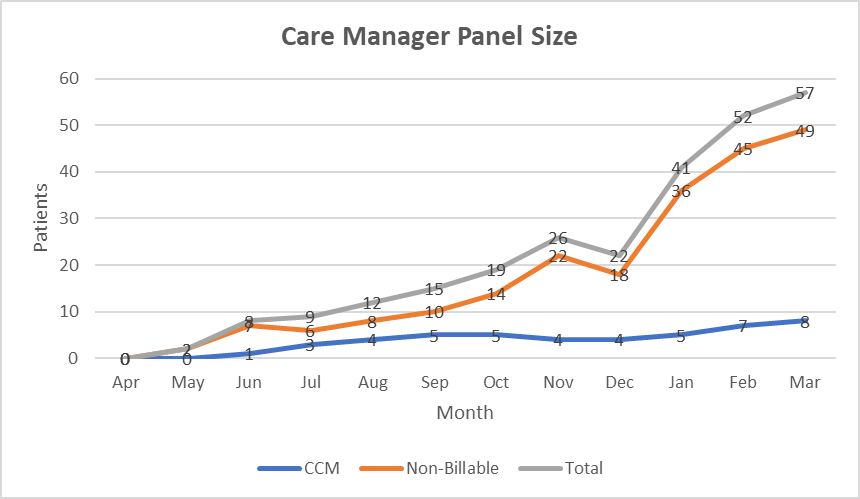 Care Manager Panel Size
60
50
40
30
20
10
0
Patients
0 2 8 9 12 15 19 26 22 41 52 57
0 2 7 6 8 10 14 22 18 36 45 49
0 0 1 3 4 5 5 4 4 5 7 8
Apr May Jun Jul Aug Sep Oct Nov Dec Jan Feb Mar
Month
CCM Non-Billable Total